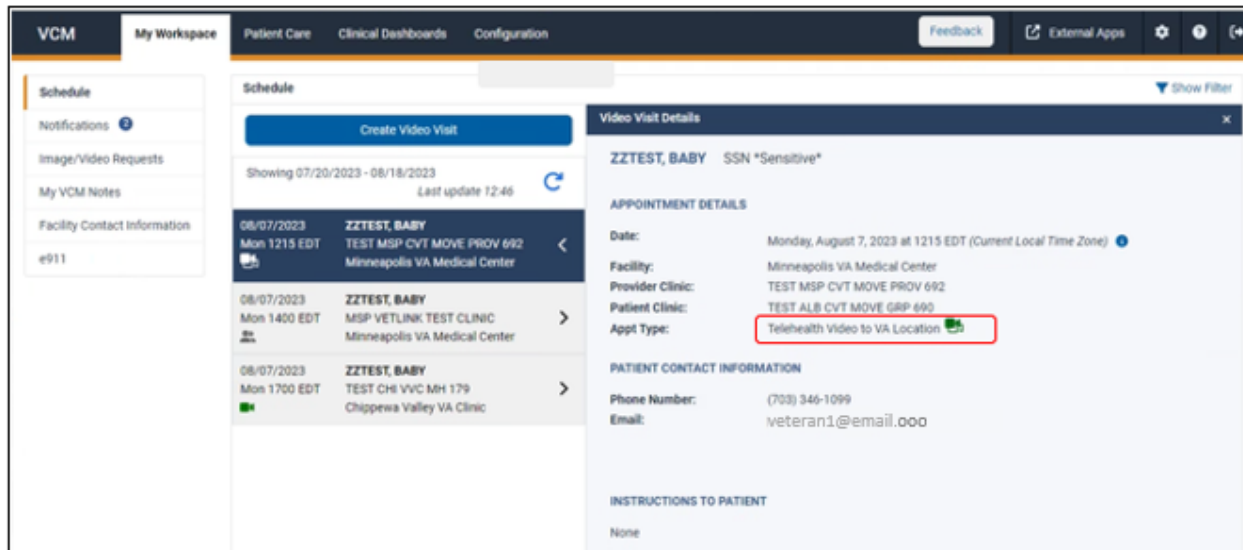 VCM My Workspace Patient Care Clinical Dashboards Configuration Feedback External Apps
Schedule
Notifications 2
Image/Video Requests
My VCM Notes
Facility Contact Information
e911
Schedule
Show Filter
Create Video Visit
Showing 07/20/2023 - 08/18/2023
Last update 12:46
08/07/2023 ZZTEST, BABY
Mon 1215 EDT TEST MSP CVT MOVE PROV 692
Minneapolis VA Medical Center
08/07/2023 ZZTEST, BABY
Mon 1400 EDT MSP VETLINK TEST CLINIC
Minneapolis VA Medical Center
08/07/2023 ZZTEST, BABY
Mon 1700 EDT TEST CHI VVC MH 179
Chippewa Valley VA Clinic
Video Visit Details x
ZZTEST, BABY SSN *Sensitive*
APPOINTMENT DETAILS
Date: Monday, August 7, 2023 at 1215 EDT (Current Local Time Zone)
Facility: Minneapolis VA Medical Center
Provider Clinic: TEST MSP CVT MOVE PROV 692
Patient Clinic: TEST ALB CVT MOVE GRP 690
Appt Type: Telehealth Video to VA Location
PATIENT CONTACT INFORMATION
Phone Number: (703) 346-1099
Email: veteran1@email.ooo
INSTRUCTIONS TO PATIENT
None